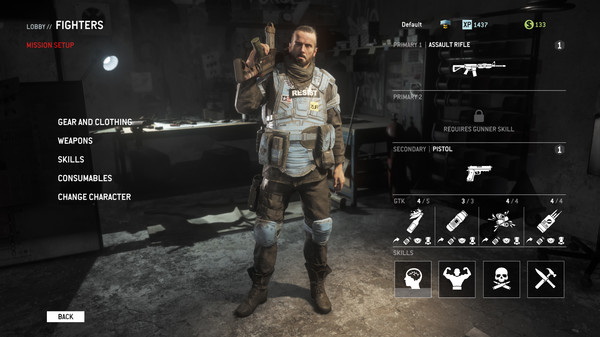 LOBBY// FIGHTERS
Default
XP 1437
$ 133
MISSION SETUP
PRIMARY 1 | ASSAULT RIFLE
1
PRIMARY 2
REQUIRES GUNNER SKILL
GEAR AND CLOTHING
WEAPONS
SKILLS
CONSUMABLES
CHANGE CHARACTER
SECONDARY | PISTOL
1
GTK 4/5 3/3 4/4 4/4
SKILLS
RESIST
BACK